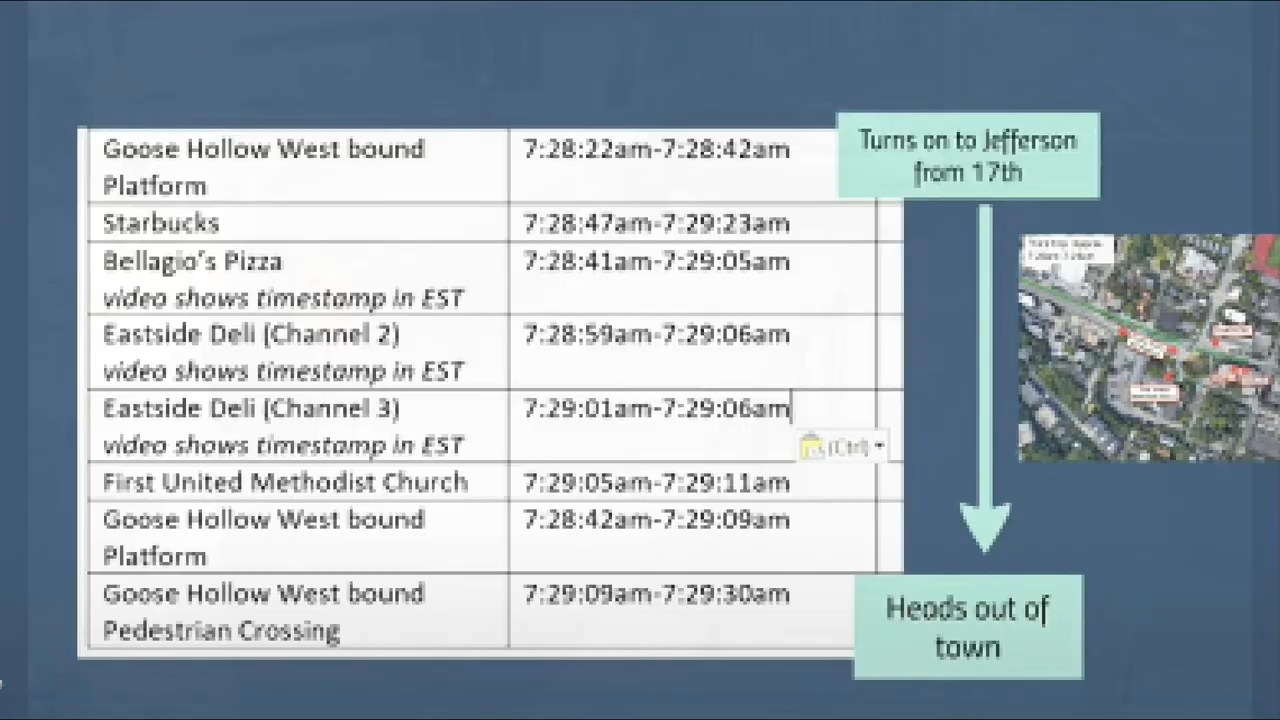 Goose Hollow West bound
Platform
7:28:22am-7:28:42am
Starbucks
7:28:47am-7:29:23am
Bellagio's Pizza
video shows timestamp in EST
7:28:41am-7:29:05am
Eastside Deli (Channel 2)
video shows timestamp in EST
7:28:59am-7:29:06am
Eastside Deli (Channel 3)
video shows timestamp in EST
7:29:01am-7:29:06am
(Ctrl)
First United Methodist Church
7:29:05am-7:29:11am
Goose Hollow West bound
Platform
7:28:42am-7:29:09am
Goose Hollow West bound
Pedestrian Crossing
7:29:09am-7:29:30am
Turns on to Jefferson
from 17th
Heads out of
town